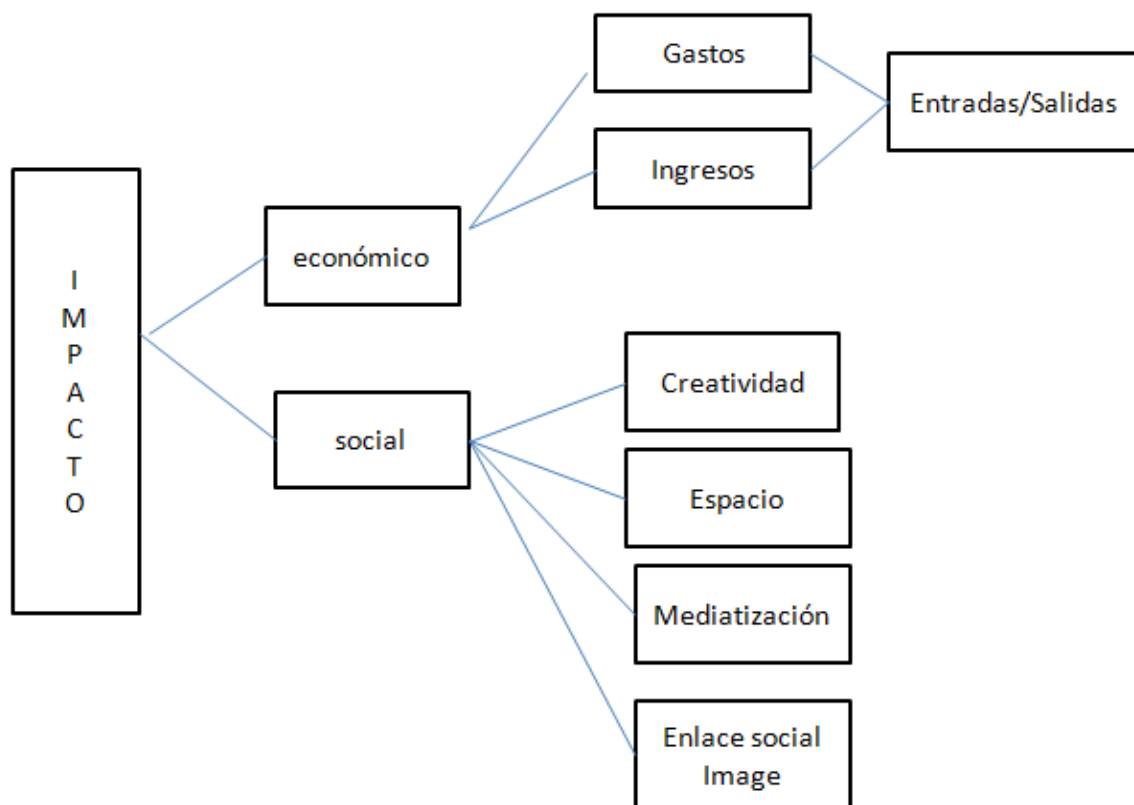 Gastos
Entradas/Salidas
Ingresos
I
M
P
A
C
T
O
económico
social
Creatividad
Espacio
Mediatización
Enlace social
Image